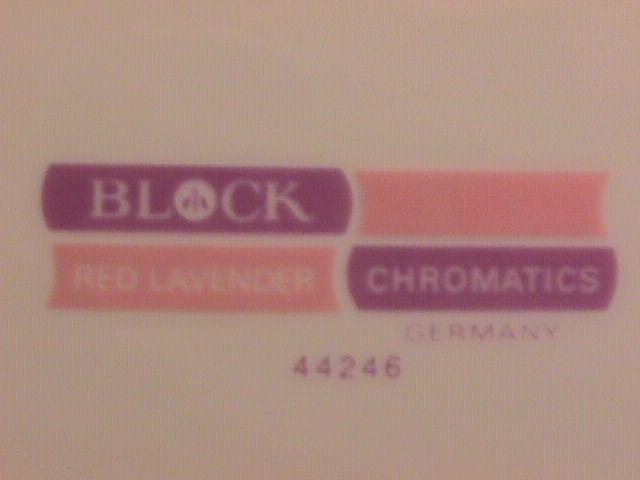 BLOCK
RED LAVENDER CHROMATICS
GERMANY
44246